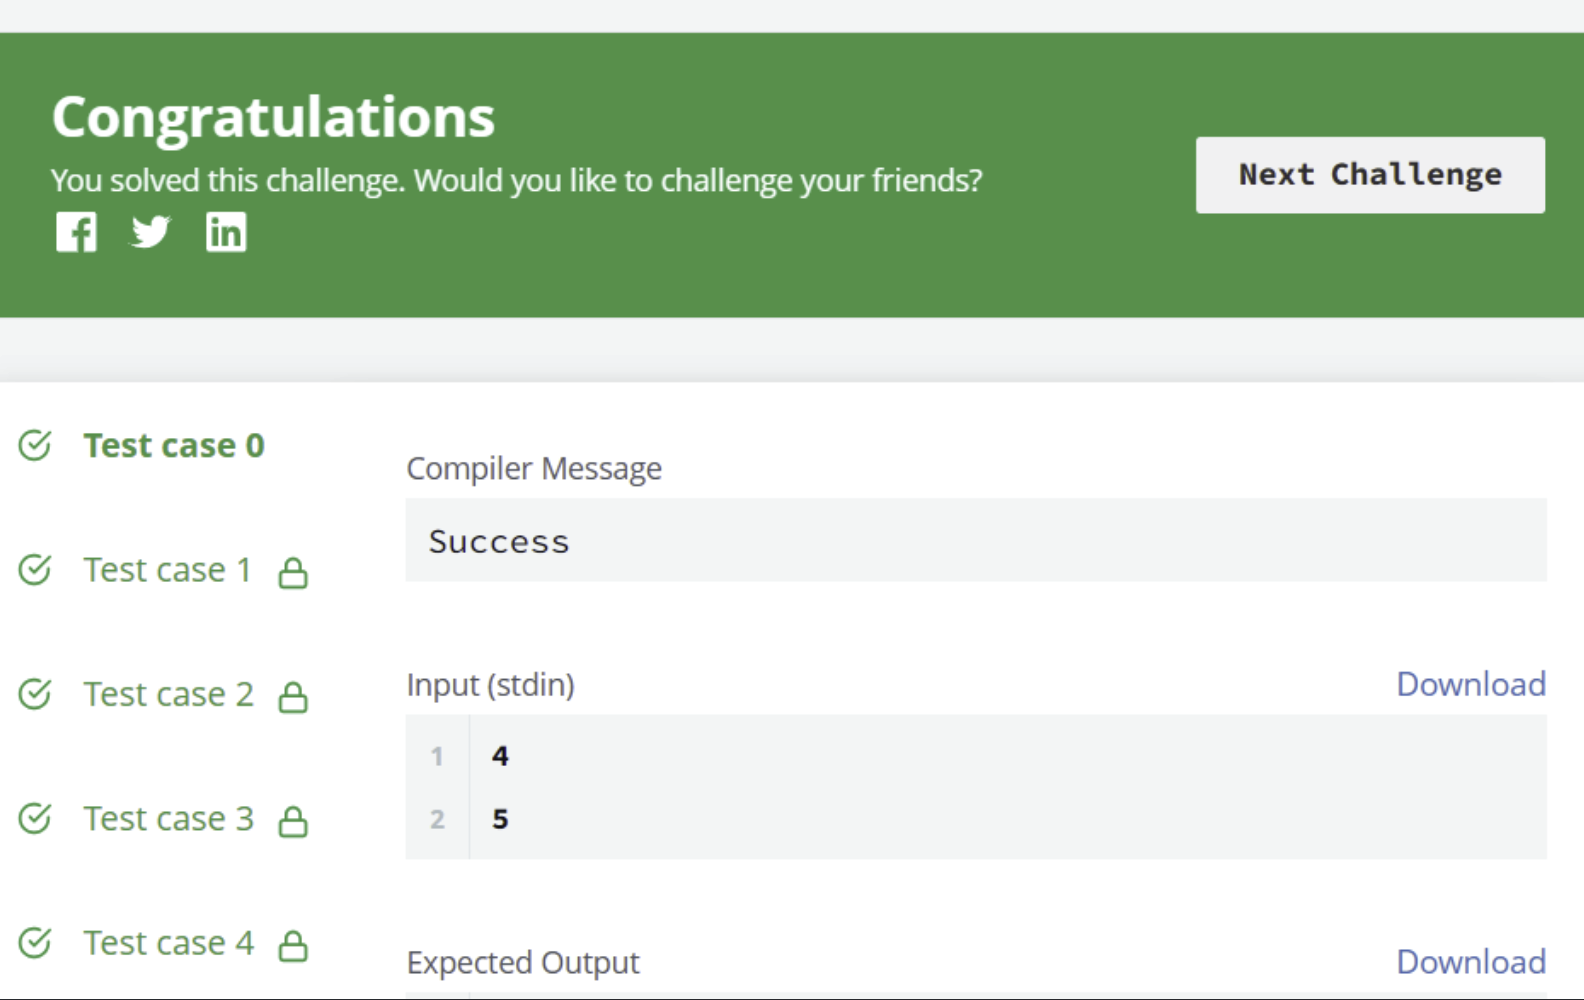 Congratulations
You solved this challenge. Would you like to challenge your friends?
Next Challenge
Test case 0
Test case 1
Test case 2
Test case 3
Test case 4
Compiler Message
Success
Input (stdin)
Download
1 4
2 5
Expected Output
Download